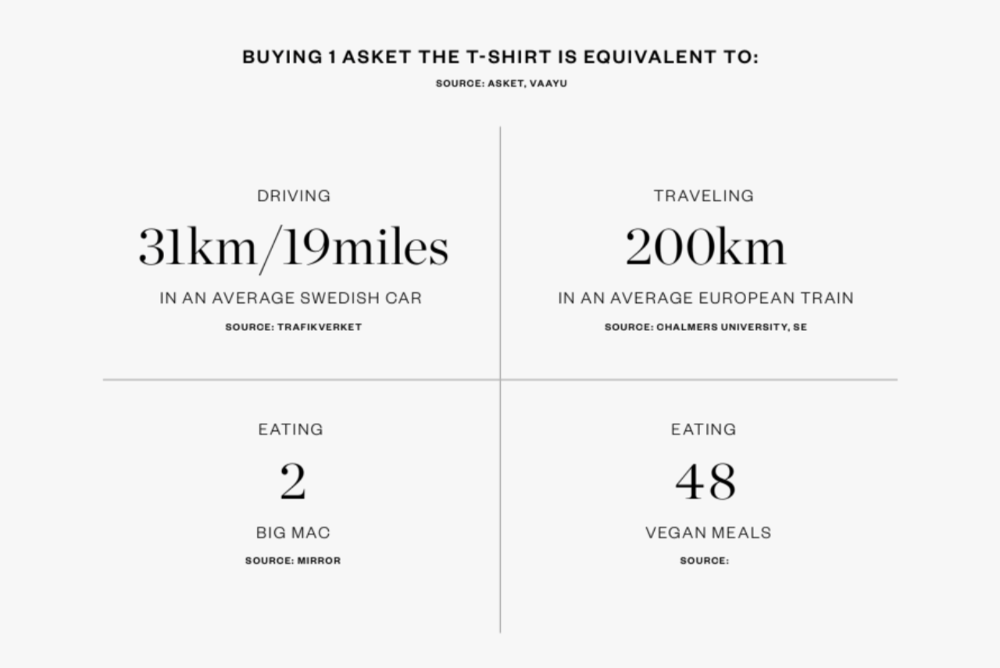 BUYING 1 ASKET THE T-SHIRT IS EQUIVALENT TO:
SOURCE: ASKET, VAAYU
DRIVING
31km/19miles
IN AN AVERAGE SWEDISH CAR
SOURCE: TRAFIKVERKET
TRAVELING
200km
IN AN AVERAGE EUROPEAN TRAIN
SOURCE: CHALMERS UNIVERSITY, SE
EATING
2
BIG MAC
SOURCE: MIRROR
EATING
48
VEGAN MEALS
SOURCE: